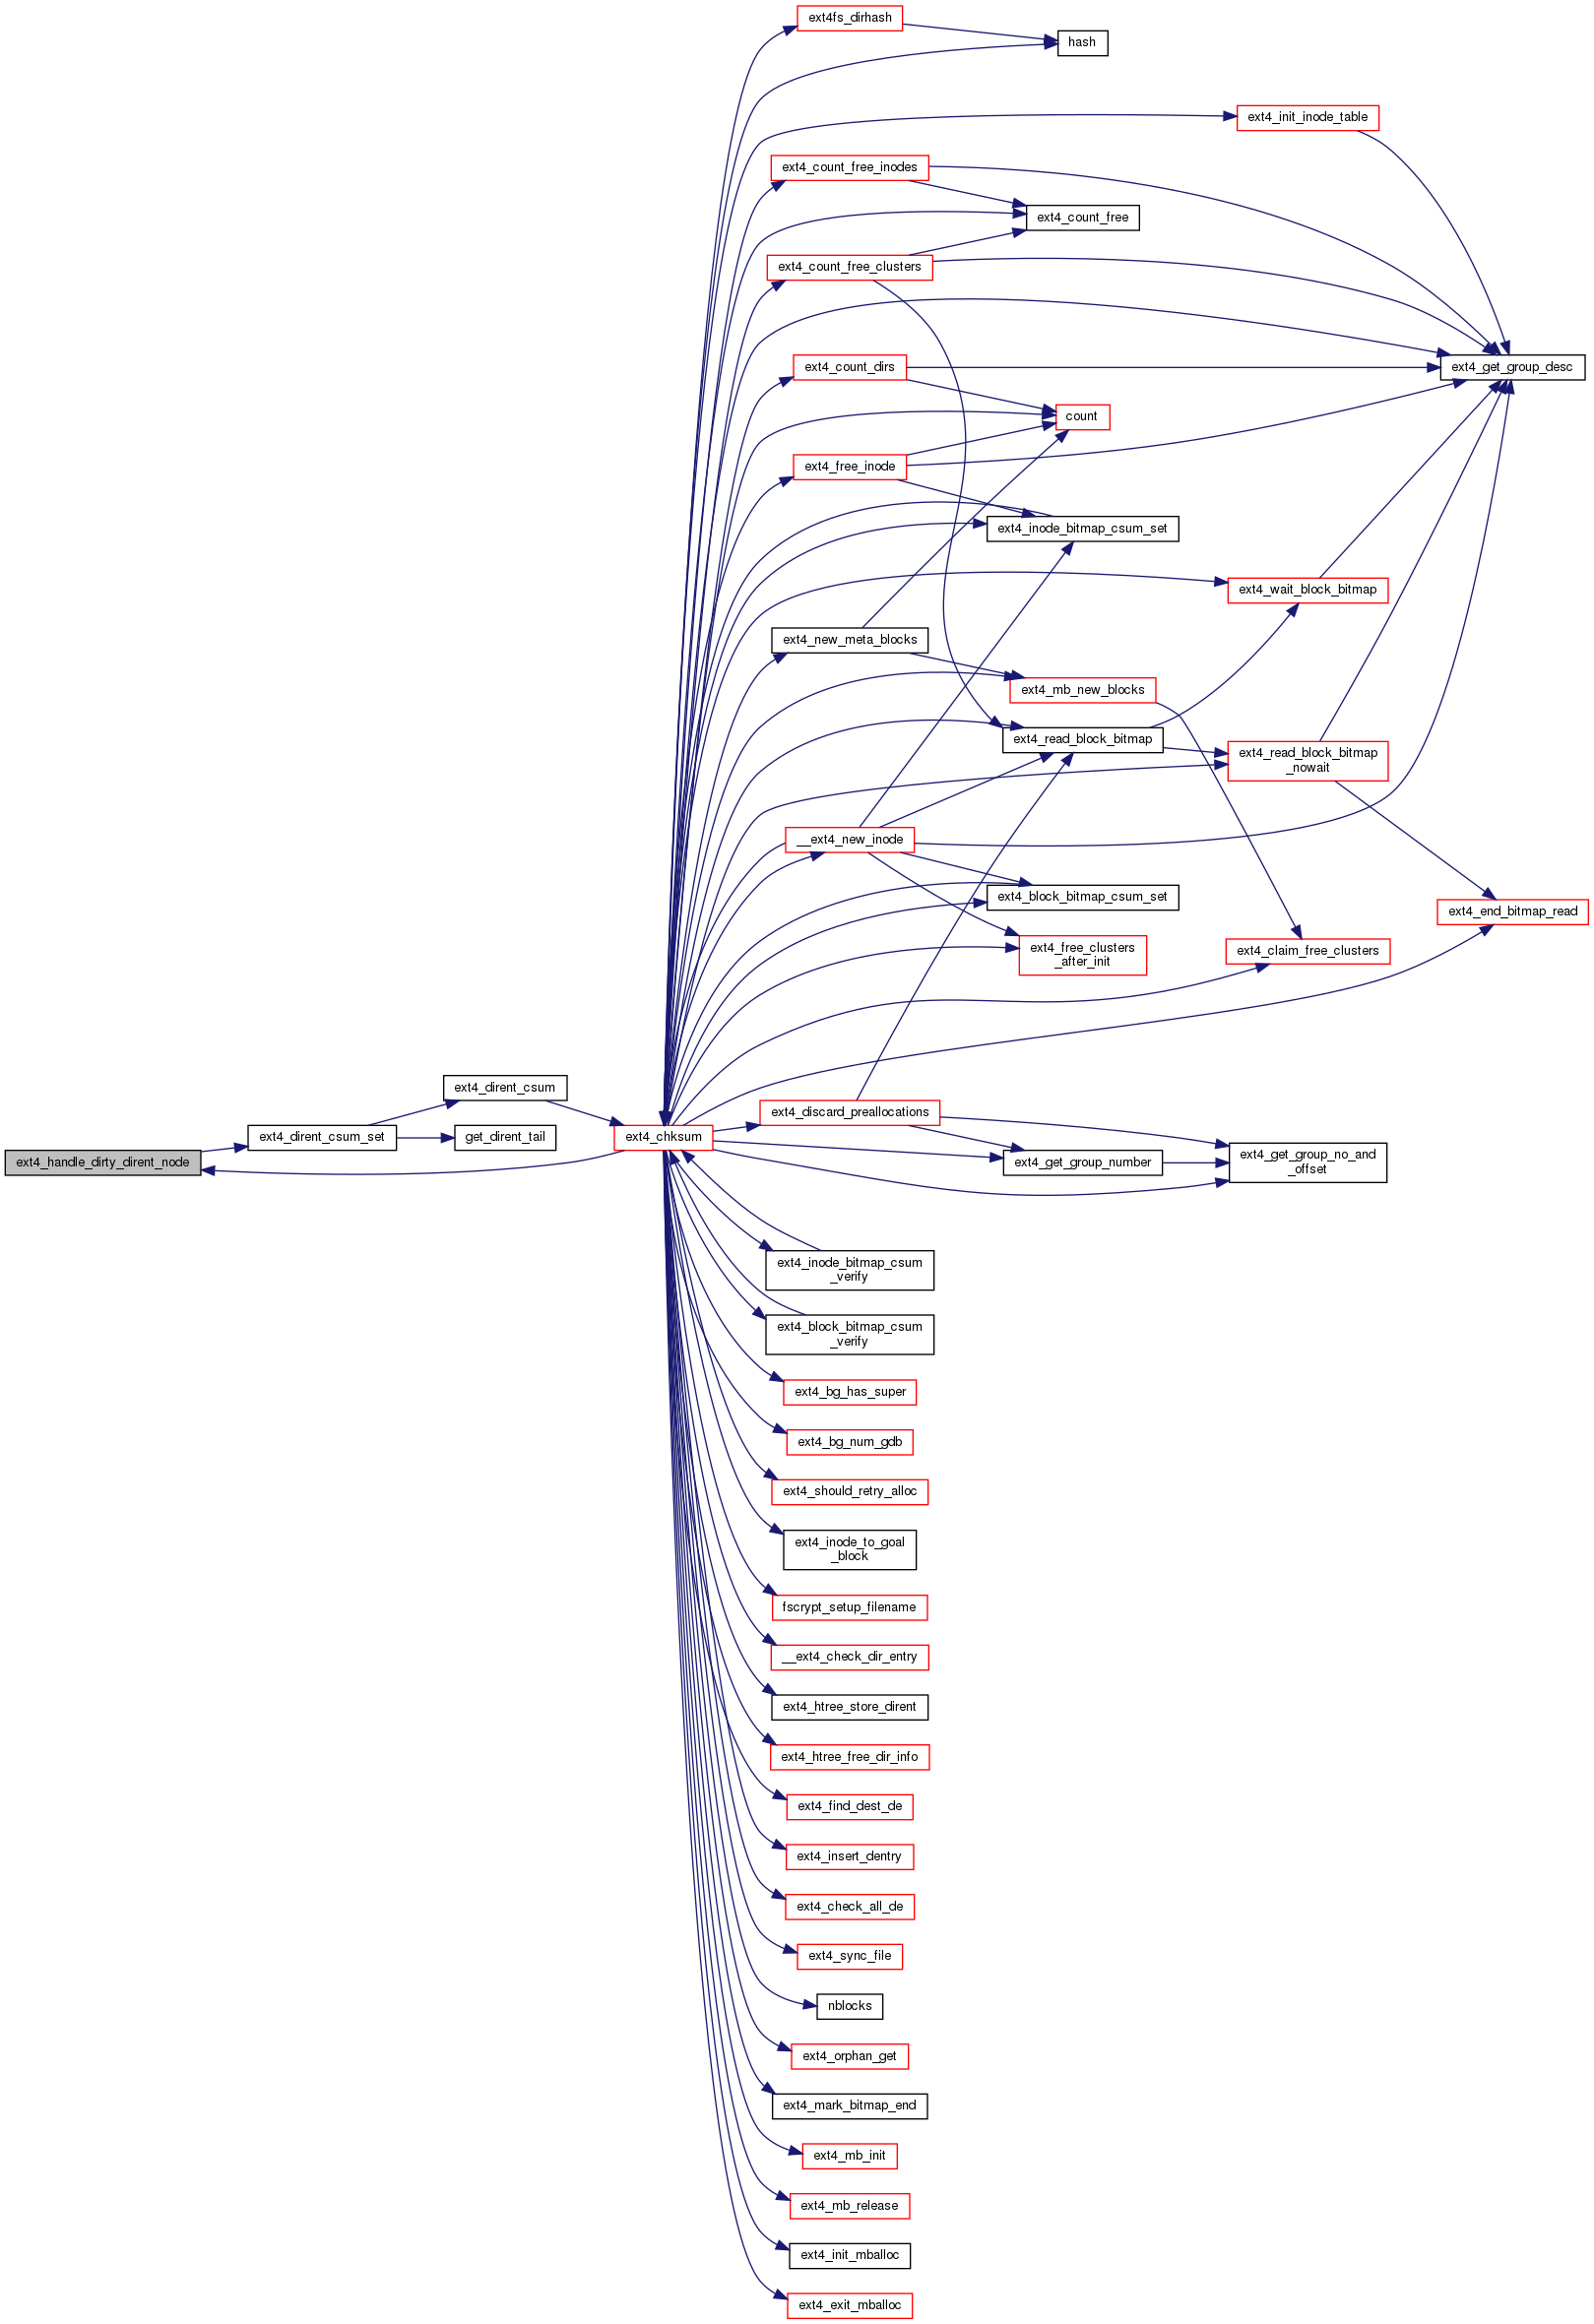 ext4fs_dirhash
hash
ext4_init_inode_table
ext4_count_free_inodes
ext4_count_free
ext4_count_free_clusters
ext4_count_dirs
ext4_get_group_desc
count
ext4_free_inode
ext4_inode_bitmap_csum_set
ext4_wait_block_bitmap
ext4_new_meta_blocks
ext4_mb_new_blocks
ext4_read_block_bitmap
ext4_read_block_bitmap
_nowait
__ext4_new_inode
ext4_block_bitmap_csum_set
ext4_end_bitmap_read
ext4_free_clusters
_after_init
ext4_claim_free_clusters
ext4_dirent_csum
ext4_discard_preallocations
ext4_dirent_csum_set
get_dirent_tail
ext4_chksum
ext4_handle_dirty_dirent_node
ext4_get_group_number
ext4_get_group_no_and
_offset
ext4_inode_bitmap_csum
_verify
ext4_block_bitmap_csum
_verify
ext4_bg_has_super
ext4_bg_num_gdb
ext4_should_retry_alloc
ext4_inode_to_goal
_block
fscrypt_setup_filename
__ext4_check_dir_entry
ext4_htree_store_dirent
ext4_htree_free_dir_info
ext4_find_dest_de
ext4_insert_dentry
ext4_check_all_de
ext4_sync_file
nblocks
ext4_orphan_get
ext4_mark_bitmap_end
ext4_mb_init
ext4_mb_release
ext4_init_mballoc
ext4_exit_mballoc